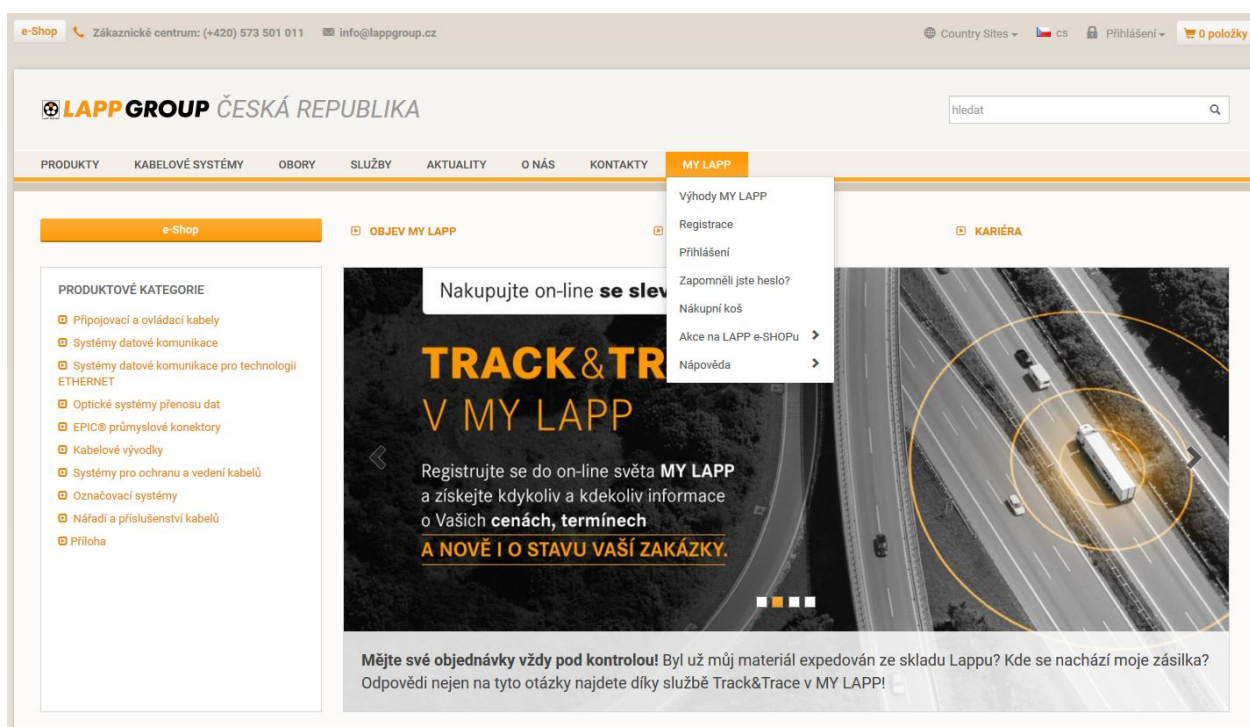 e-Shop Zákaznické centrum: (+420) 573 501 011 info@lappgroup.cz Country Sites cs Přihlášení 0 položky
LAPP GROUP ČESKÁ REPUBLIKA
hledat
PRODUKTY KABELOVÉ SYSTÉMY OBORY SLUŽBY AKTUALITY O NÁS KONTAKTY MY LAPP
Výhody MY LAPP
Registrace
Přihlášení
Zapomněli jste heslo?
Nákupní koš
Akce na LAPP e-SHOPu
Nápověda
e-Shop
OBJEV MY LAPP
KARIÉRA
PRODUKTOVÉ KATEGORIE
Připojovací a ovládací kabely
Systémy datové komunikace
Systémy datové komunikace pro technologii
ETHERNET
Optické systémy přenosu dat
EPIC® průmyslové konektory
Kabelové vývodky
Systémy pro ochranu a vedení kabelů
Označovací systémy
Nářadí a příslušenství kabelů
Příloha
Nakupujte on-line se slev
TRACK&TR
V MY LAPP
Registrujte se do on-line světa MY LAPP
a získejte kdykoliv a kdekoliv informace
o Vašich cenách, termínech
A NOVĚ I O STAVU VAŠÍ ZAKÁZKY.
Mějte své objednávky vždy pod kontrolou! Byl už můj materiál expedován ze skladu Lappu? Kde se nachází moje zásilka?
Odpovědi nejen na tyto otázky najdete díky službě Track&Trace v MY LAPP!